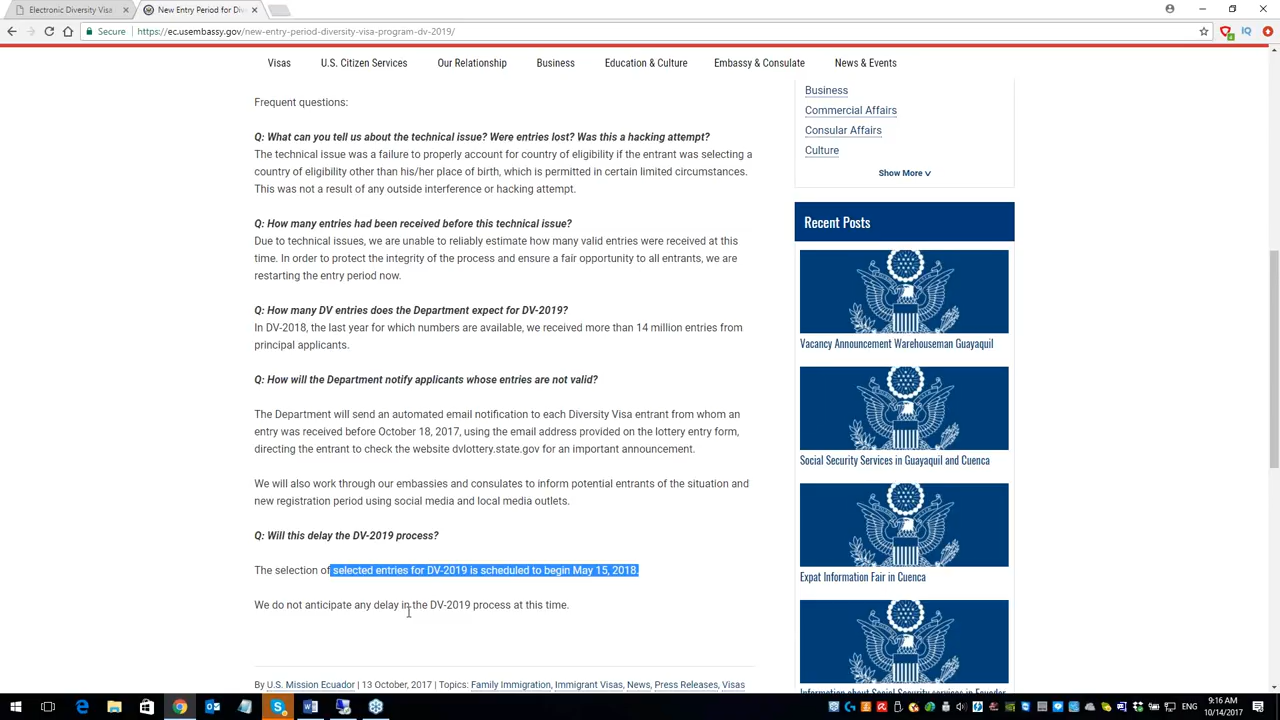 Electronic Diversity Visa
New Entry Period for Div
Secure
https://ec.usembassy.gov/new-entry-period-diversity-visa-program-dv-2019/
Visas
U.S. Citizen Services
Our Relationship
Business
Education & Culture
Embassy & Consulate
News & Events
Frequent questions:
Q: What can you tell us about the technical issue? Were entries lost? Was this a hacking attempt?
The technical issue was a failure to properly account for country of eligibility if the entrant was selecting a
country of eligibility other than his/her place of birth, which is permitted in certain limited circumstances.
This was not a result of any outside interference or hacking attempt.
Q: How many entries had been received before this technical issue?
Due to technical issues, we are unable to reliably estimate how many valid entries were received at this
time. In order to protect the integrity of the process and ensure a fair opportunity to all entrants, we are
restarting the entry period now.
Q: How many DV entries does the Department expect for DV-2019?
In DV-2018, the last year for which numbers are available, we received more than 14 million entries from
principal applicants.
Q: How will the Department notify applicants whose entries are not valid?
The Department will send an automated email notification to each Diversity Visa entrant from whom an
entry was received before October 18, 2017, using the email address provided on the lottery entry form,
directing the entrant to check the website dvlottery.state.gov for an important announcement.
We will also work through our embassies and consulates to inform potential entrants of the situation and
new registration period using social media and local media outlets.
Q: Will this delay the DV-2019 process?
The selection of selected entries for DV-2019 is scheduled to begin May 15, 2018.
We do not anticipate any delay in the DV-2019 process at this time.
By U.S. Mission Ecuador | 13 October, 2017 | Topics: Family Immigration, Immigrant Visas, News, Press Releases, Visas
Business
Commercial Affairs
Consular Affairs
Culture
Show More
Recent Posts
Vacancy Announcement Warehouseman Guayaquil
Social Security Services in Guayaquil and Cuenca
Expat Information Fair in Cuenca
Information about Social Security services in Ecuador
ENG
9:16 AM
10/14/2017